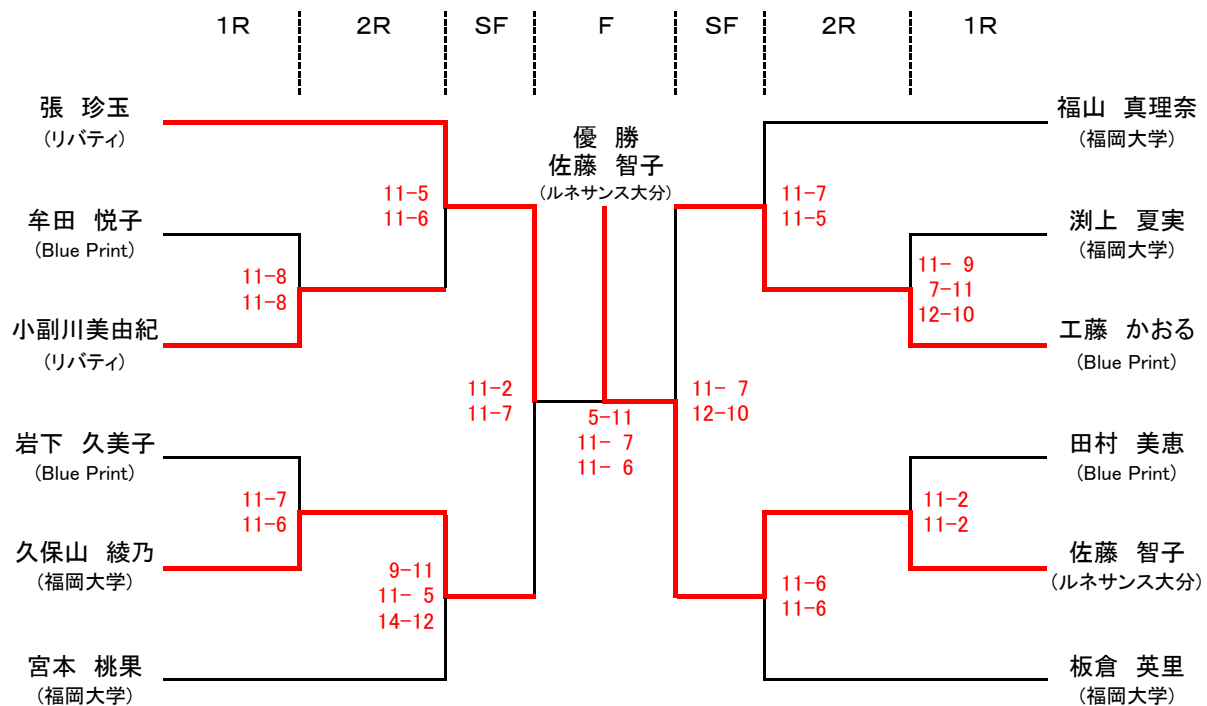 1R 2R SF F SF 2R 1R
張 珍玉
(リバティ)
牟田 悦子
(Blue Print)
小副川美由紀
(リバティ)
岩下 久美子
(Blue Print)
久保山 綾乃
(福岡大学)
宮本 桃果
(福岡大学)
11-8
11-8
11-7
11-6
11-5
11-6
9-11
11- 5
14-12
11-2
11-7
優 勝
佐藤 智子
(ルネサンス大分)
5-11
11- 7
11- 6
11- 7
12-10
11-7
11-5
11-6
11-6
11- 9
7-11
12-10
11-2
11-2
福山 真理奈
(福岡大学)
渕上 夏実
(福岡大学)
工藤 かおる
(Blue Print)
田村 美恵
(Blue Print)
佐藤 智子
(ルネサンス大分)
板倉 英里
(福岡大学)